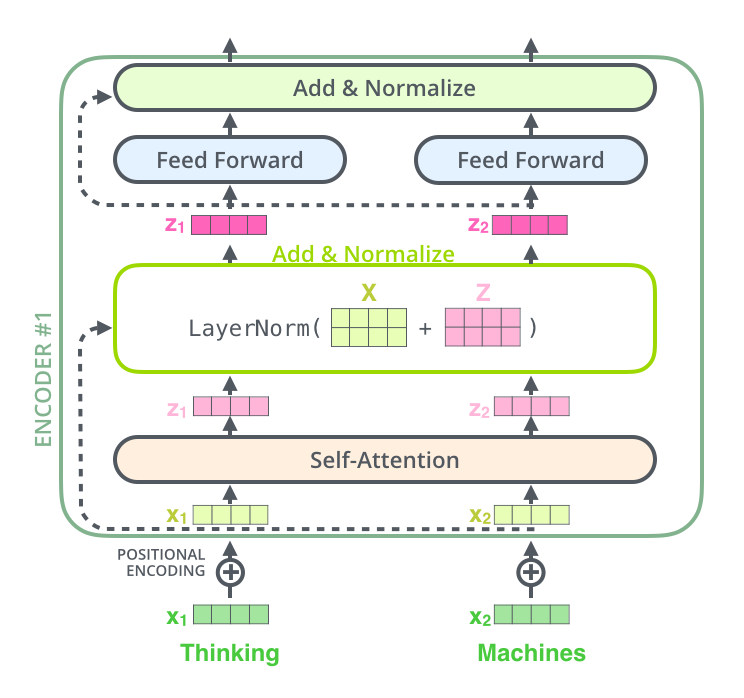 Add & Normalize
Feed Forward
Feed Forward
z1
z2
Add & Normalize
X
Z
LayerNorm( + )
ENCODER #1
z1
z2
Self-Attention
x1
x2
POSITIONAL
ENCODING
x1
x2
Thinking
Machines